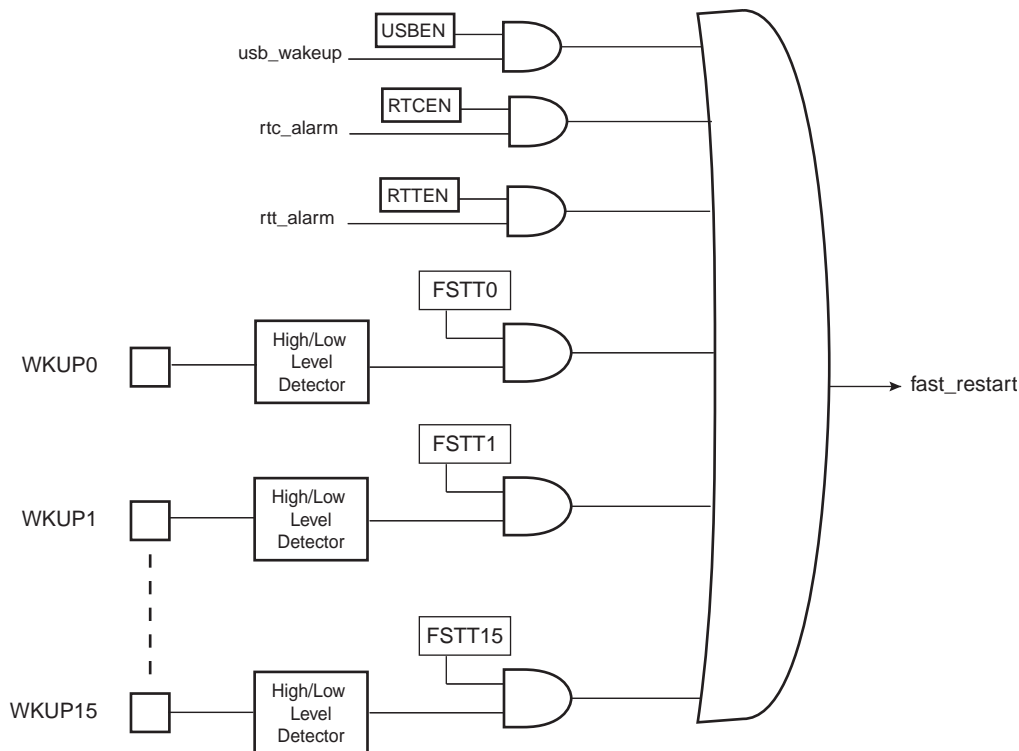 USBEN
usb_wakeup
RTCEN
rtc_alarm
RTTEN
rtt_alarm
FSTT0
WKUP0
High/Low
Level
Detector
fast_restart
FSTT1
WKUP1
High/Low
Level
Detector
FSTT15
WKUP15
High/Low
Level
Detector